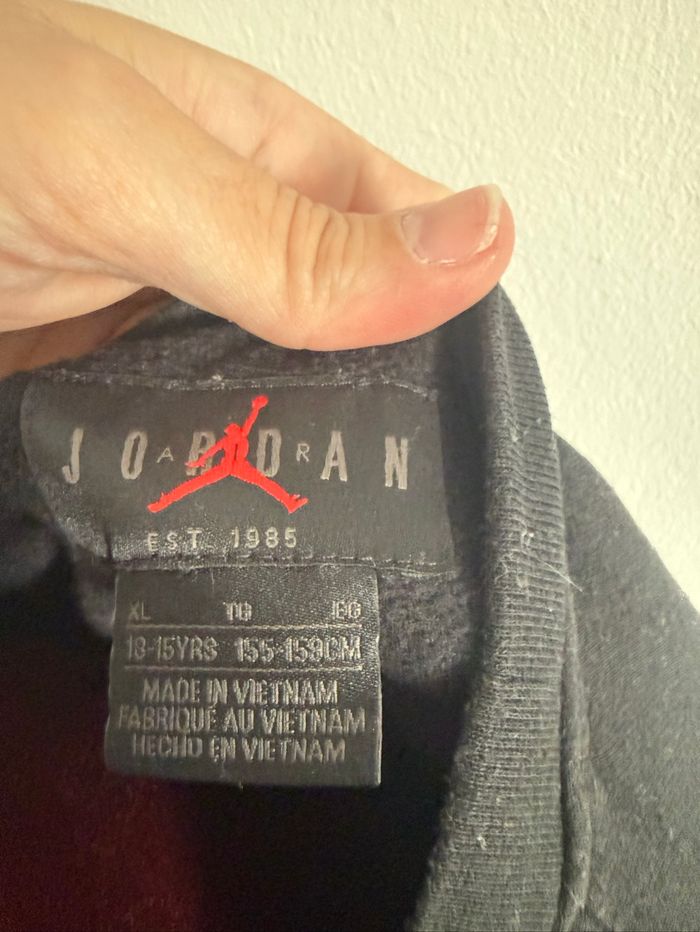 JORDAN
AIR
EST. 1985
XL TG EG
13-15YRS 155-159CM
MADE IN VIETNAM
FABRIQUÉ AU VIETNAM
HECHO EN VIETNAM